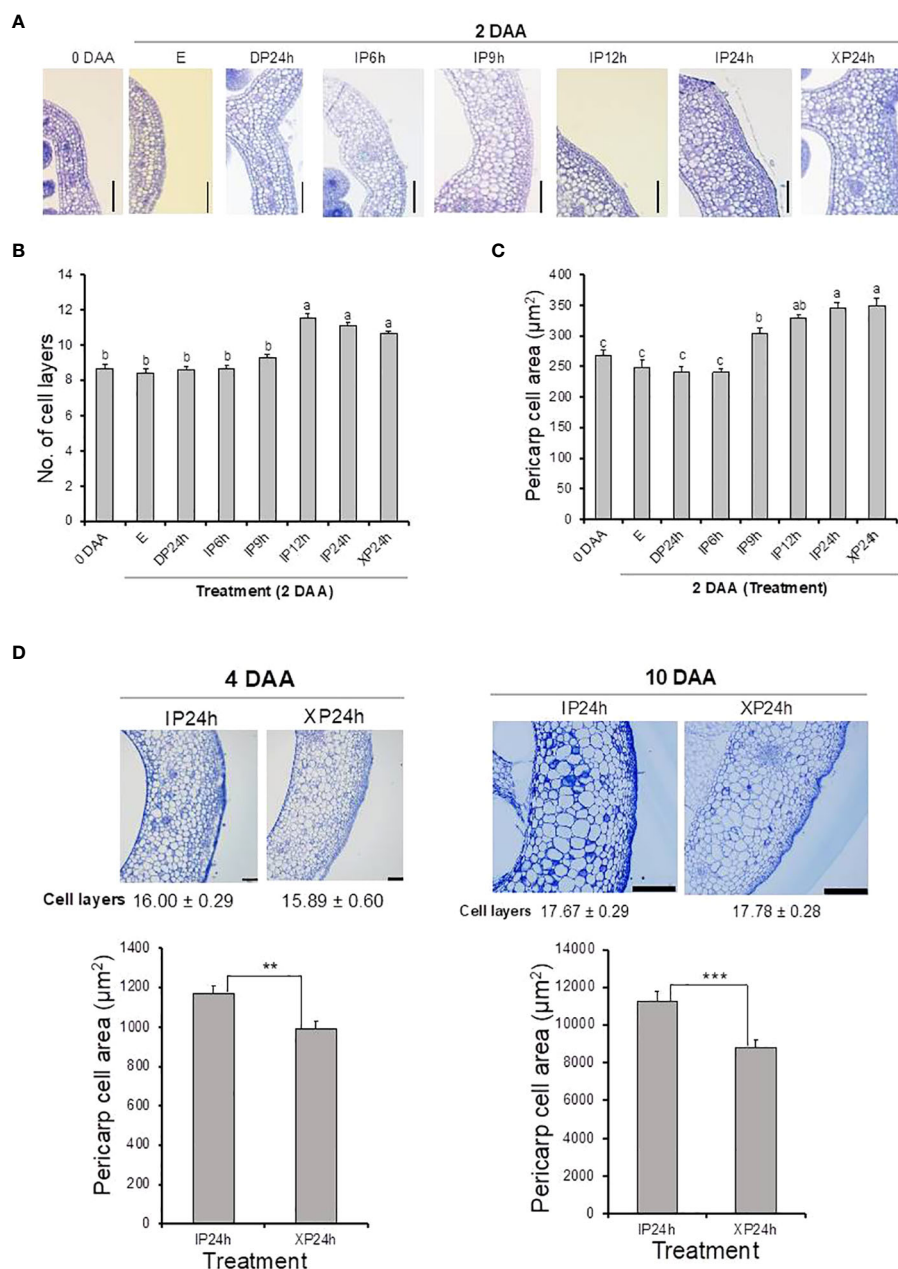 A
2 DAA
0 DAA E DP24h IP6h IP9h IP12h IP24h XP24h
B
No. of cell layers
14
12
10
8
6
4
2
0
b b b b b a a a
0 DAA E DP24h IP6h IP9h IP12h IP24h XP24h
Treatment (2 DAA)
C
Pericarp cell area (µm²)
400
350
300
250
200
150
100
50
0
c c c c b ab a a
0 DAA E DP24h IP6h IP9h IP12h IP24h XP24h
2 DAA (Treatment)
D
4 DAA
IP24h XP24h
Cell layers 16.00 ± 0.29 15.89 ± 0.60
Pericarp cell area (µm²)
1400
1200
1000
800
600
400
200
0
**
IP24h XP24h
Treatment
10 DAA
IP24h XP24h
Cell layers 17.67 ± 0.29 17.78 ± 0.28
Pericarp cell area (µm²)
14000
12000
10000
8000
6000
4000
2000
0
***
IP24h XP24h
Treatment